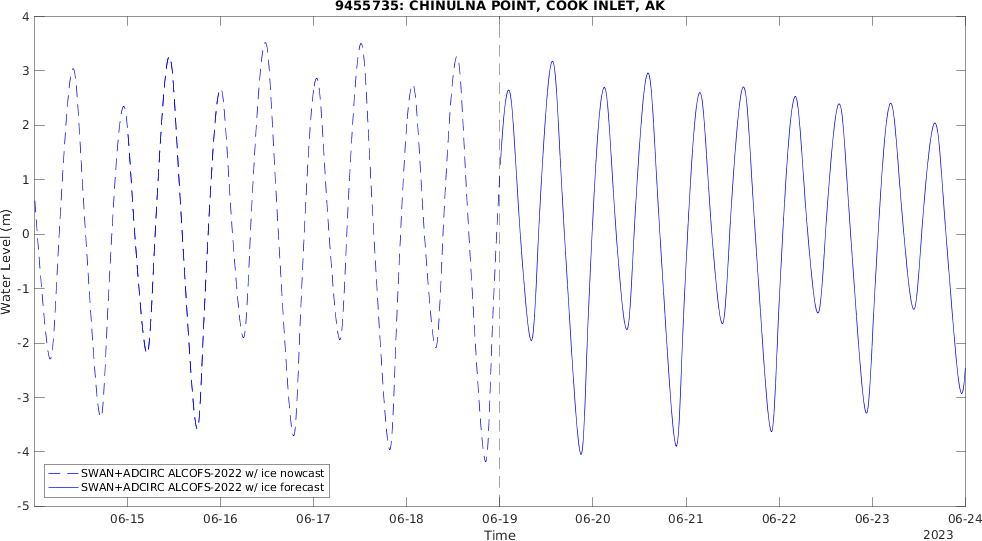 9455735: CHINULNA POINT, COOK INLET, AK
4
3
2
1
0
-1
-2
-3
-4
-5
Water Level (m)
SWAN+ADCIRC ALCOFS-2022 w/ ice nowcast
SWAN+ADCIRC ALCOFS-2022 w/ ice forecast
06-15 06-16 06-17 06-18 06-19 06-20 06-21 06-22 06-23 06-24
Time
2023